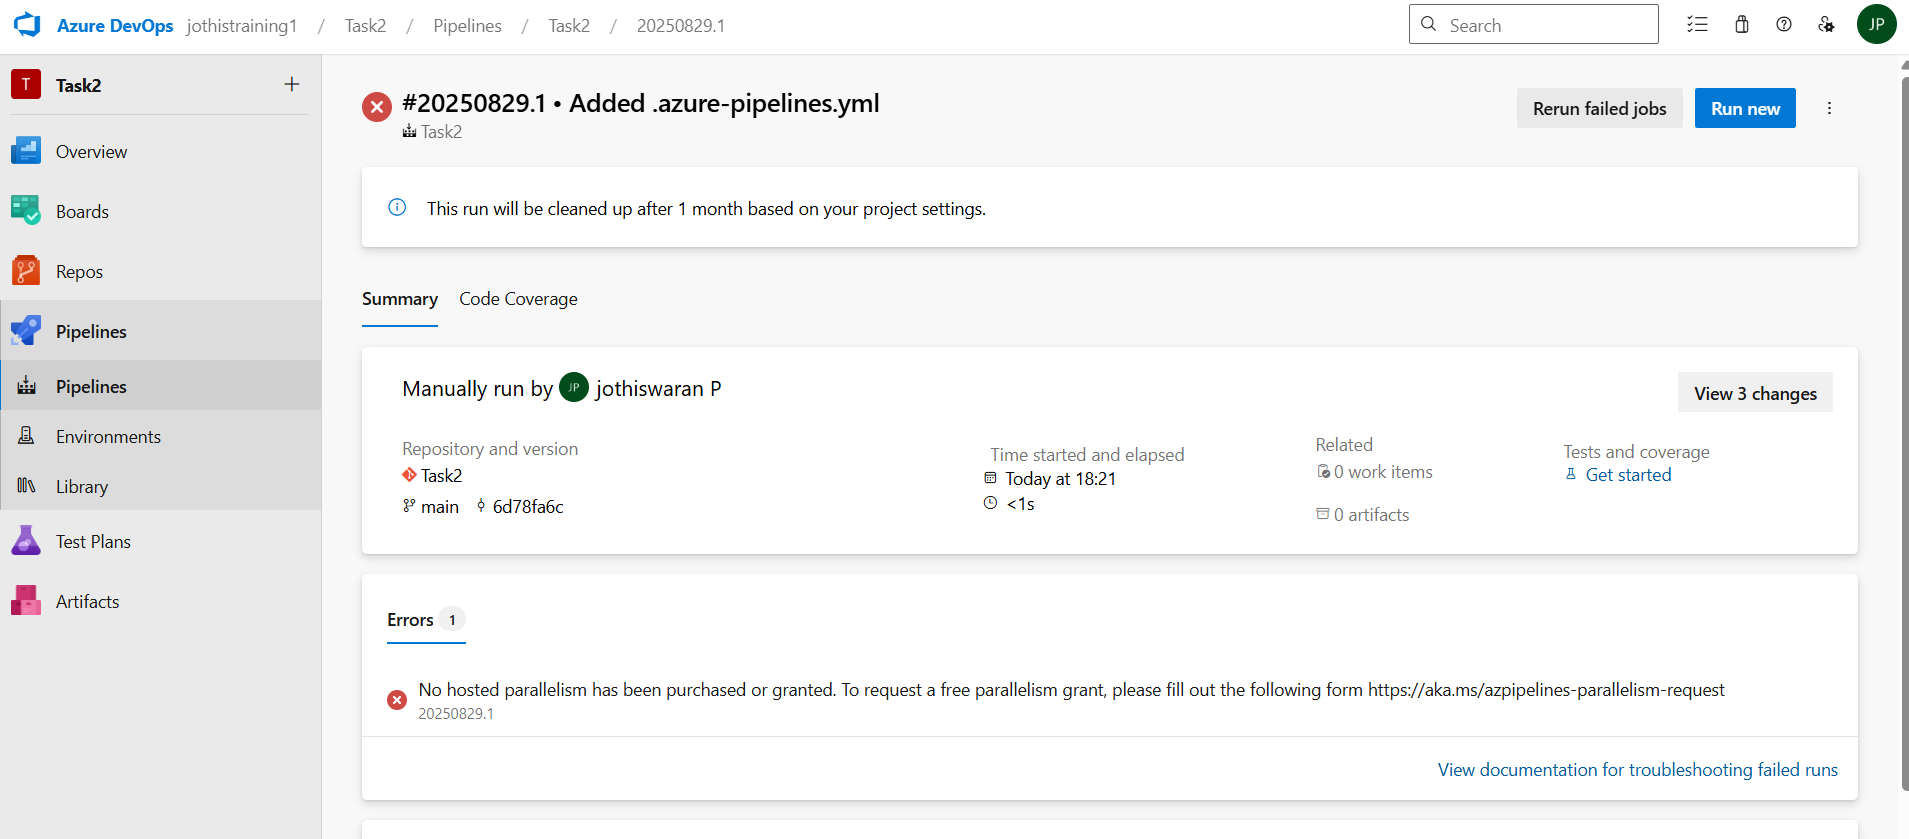 Azure DevOps jothistraining1 / Task2 / Pipelines / Task2 / 20250829.1
Search
JP
T Task2
Overview
Boards
Repos
Pipelines
Pipelines
Environments
Library
Test Plans
Artifacts
#20250829.1 • Added .azure-pipelines.yml
Task2
Rerun failed jobs
Run new
This run will be cleaned up after 1 month based on your project settings.
Summary Code Coverage
Manually run by JP jothiswaran P
View 3 changes
Repository and version
Task2
main 6d78fa6c
Time started and elapsed
Today at 18:21
<1s
Related
0 work items
0 artifacts
Tests and coverage
Get started
Errors 1
No hosted parallelism has been purchased or granted. To request a free parallelism grant, please fill out the following form https://aka.ms/azpipelines-parallelism-request
20250829.1
View documentation for troubleshooting failed runs